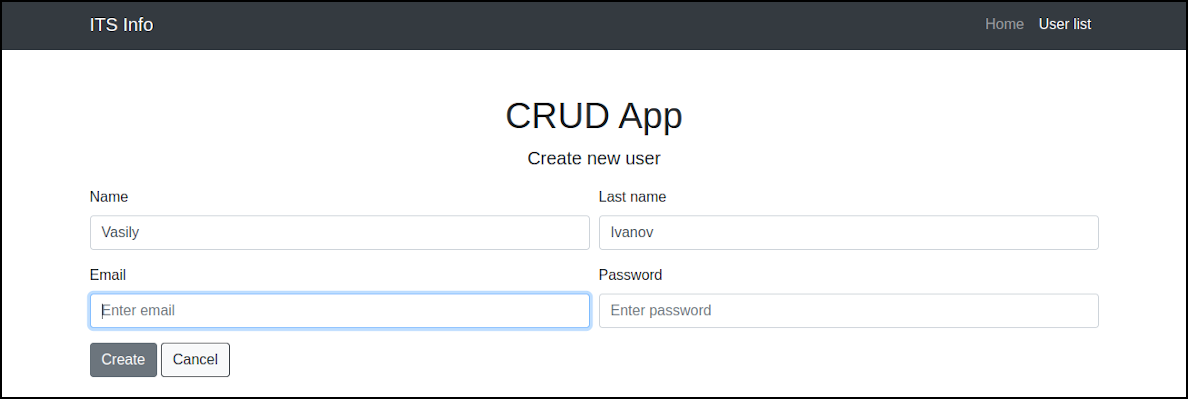 ITS Info Home User list
CRUD App
Create new user
Name Last name
Vasily Ivanov
Email Password
Enter email Enter password
Create Cancel